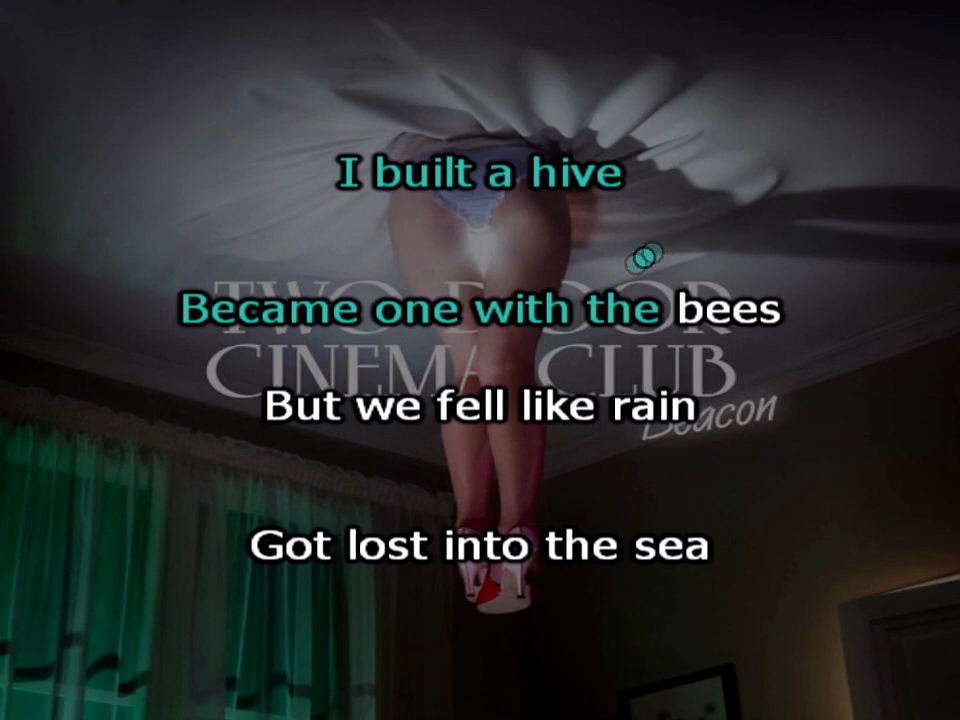 I built a hive
TWO DOOR
Became one with the bees
CINEMA CLUB
But we fell like rain
Beacon
Got lost into the sea